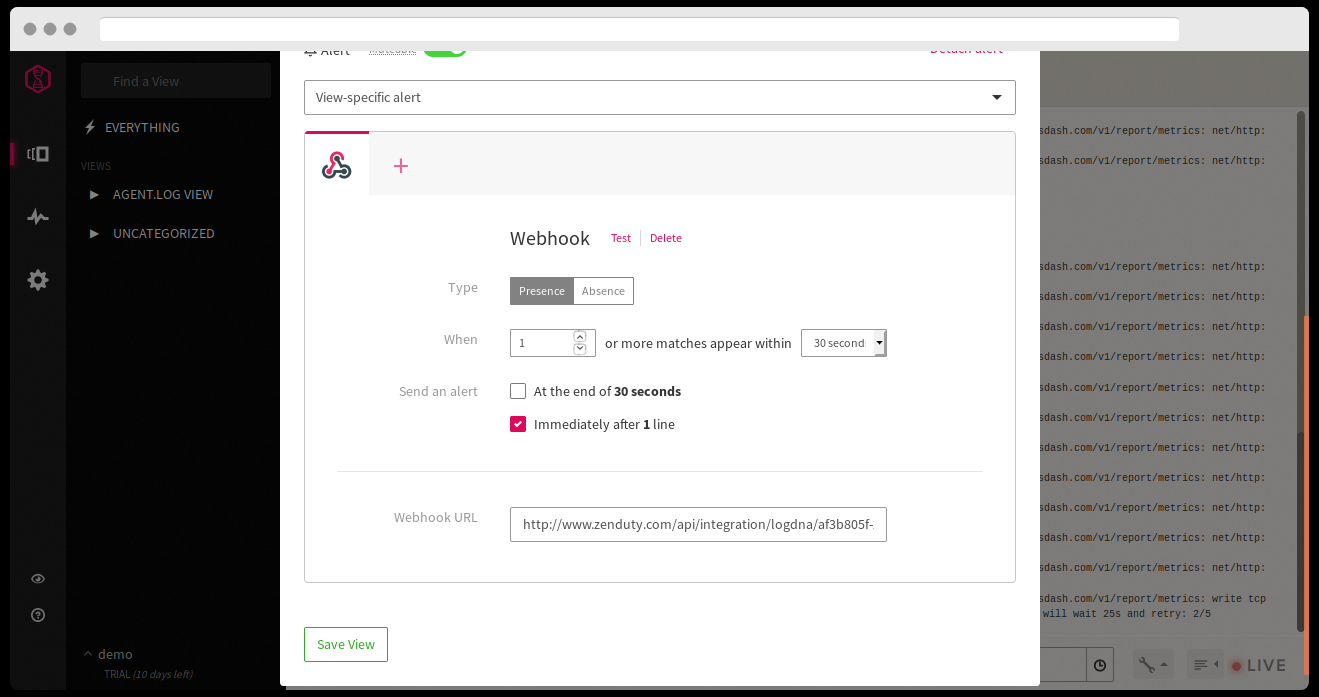 Alert Muteable Detach alert
Find a View
View-specific alert
EVERYTHING
VIEWS
AGENT.LOG VIEW
UNCATEGORIZED
+
Webhook Test Delete
Type Presence Absence
When 1 or more matches appear within 30 second
Send an alert At the end of 30 seconds
Immediately after 1 line
Webhook URL http://www.zenduty.com/api/integration/logdna/af3b805f-
Save View
demo
TRIAL (10 days left)
sdash.com/v1/report/metrics: net/http:
sdash.com/v1/report/metrics: net/http:
sdash.com/v1/report/metrics: net/http:
sdash.com/v1/report/metrics: net/http:
sdash.com/v1/report/metrics: net/http:
sdash.com/v1/report/metrics: net/http:
sdash.com/v1/report/metrics: net/http:
sdash.com/v1/report/metrics: net/http:
sdash.com/v1/report/metrics: net/http:
sdash.com/v1/report/metrics: net/http:
sdash.com/v1/report/metrics: net/http:
sdash.com/v1/report/metrics: net/http:
sdash.com/v1/report/metrics: net/http:
sdash.com/v1/report/metrics: write tcp
will wait 25s and retry: 2/5
LIVE